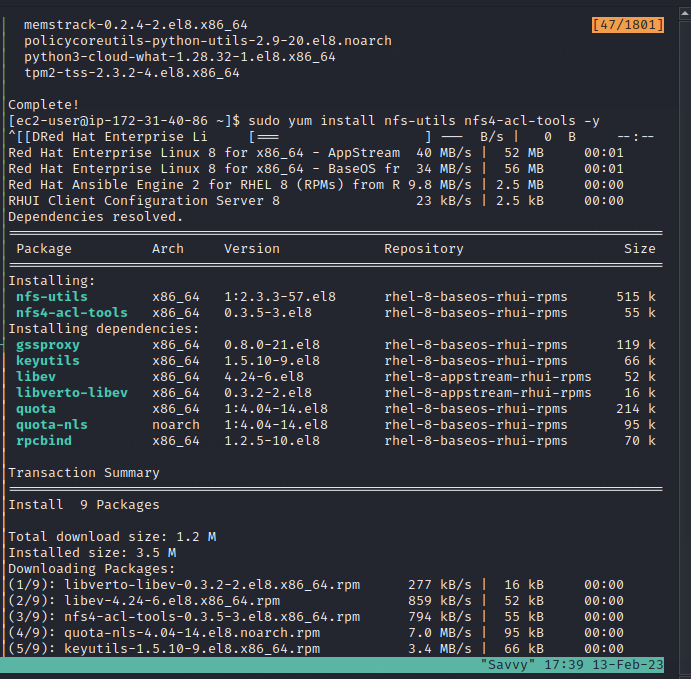 memstrack-0.2.4-2.el8.x86_64 [47/1801]
policycoreutils-python-utils-2.9-20.el8.noarch
python3-cloud-what-1.28.32-1.el8.x86_64
tpm2-tss-2.3.2-4.el8.x86_64
Complete!
[ec2-user@ip-172-31-40-86 ~]$ sudo yum install nfs-utils nfs4-acl-tools -y
^[[DRed Hat Enterprise Li [=== ] --- B/s | 0 B --:--
Red Hat Enterprise Linux 8 for x86_64 - AppStream 40 MB/s | 52 MB 00:01
Red Hat Enterprise Linux 8 for x86_64 - BaseOS fr 34 MB/s | 56 MB 00:01
Red Hat Ansible Engine 2 for RHEL 8 (RPMs) from R 9.8 MB/s | 2.5 MB 00:00
RHUI Client Configuration Server 8 23 kB/s | 2.5 kB 00:00
Dependencies resolved.
Package Arch Version Repository Size
Installing:
nfs-utils x86_64 1:2.3.3-57.el8 rhel-8-baseos-rhui-rpms 515 k
nfs4-acl-tools x86_64 0.3.5-3.el8 rhel-8-baseos-rhui-rpms 55 k
Installing dependencies:
gssproxy x86_64 0.8.0-21.el8 rhel-8-baseos-rhui-rpms 119 k
keyutils x86_64 1.5.10-9.el8 rhel-8-baseos-rhui-rpms 66 k
libev x86_64 4.24-6.el8 rhel-8-appstream-rhui-rpms 52 k
libverto-libev x86_64 0.3.2-2.el8 rhel-8-appstream-rhui-rpms 16 k
quota x86_64 1:4.04-14.el8 rhel-8-baseos-rhui-rpms 214 k
quota-nls noarch 1:4.04-14.el8 rhel-8-baseos-rhui-rpms 95 k
rpcbind x86_64 1.2.5-10.el8 rhel-8-baseos-rhui-rpms 70 k
Transaction Summary
Install 9 Packages
Total download size: 1.2 M
Installed size: 3.5 M
Downloading Packages:
(1/9): libverto-libev-0.3.2-2.el8.x86_64.rpm 277 kB/s | 16 kB 00:00
(2/9): libev-4.24-6.el8.x86_64.rpm 859 kB/s | 52 kB 00:00
(3/9): nfs4-acl-tools-0.3.5-3.el8.x86_64.rpm 794 kB/s | 55 kB 00:00
(4/9): quota-nls-4.04-14.el8.noarch.rpm 7.0 MB/s | 95 kB 00:00
(5/9): keyutils-1.5.10-9.el8.x86_64.rpm 3.4 MB/s | 66 kB 00:00
"Savvy" 17:39 13-Feb-23